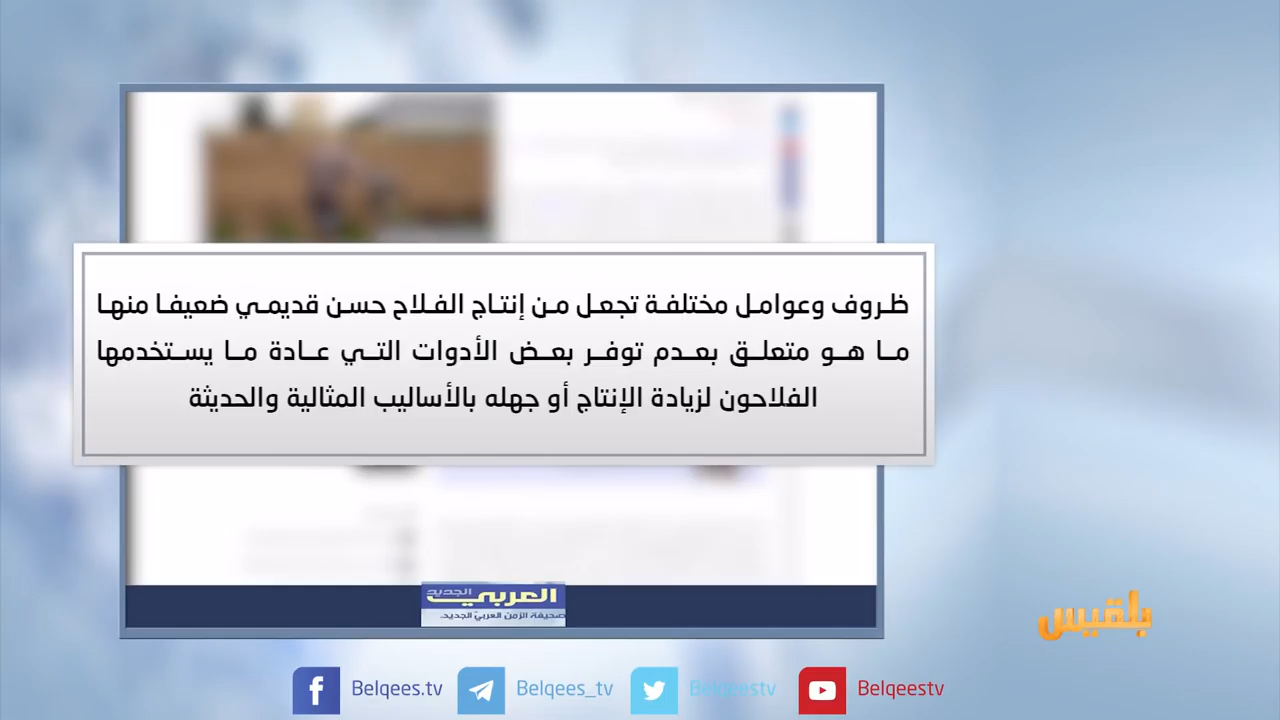 ظروف وعوامل مختلفة تجعل من إنتاج الفلاح حسن قديمي ضعيفا منها
ما هو متعلق بعدم توفر بعض الأدوات التي عادة ما يستخدمها
الفلاحون لزيادة الإنتاج أو جهله بالأساليب المثالية والحديثة
العربي الجديد
صحيفة الزمن العربيّ الجديد.
بلقيس
Belqees.tv
Belqees_tv
Belqeestv
Belqeestv